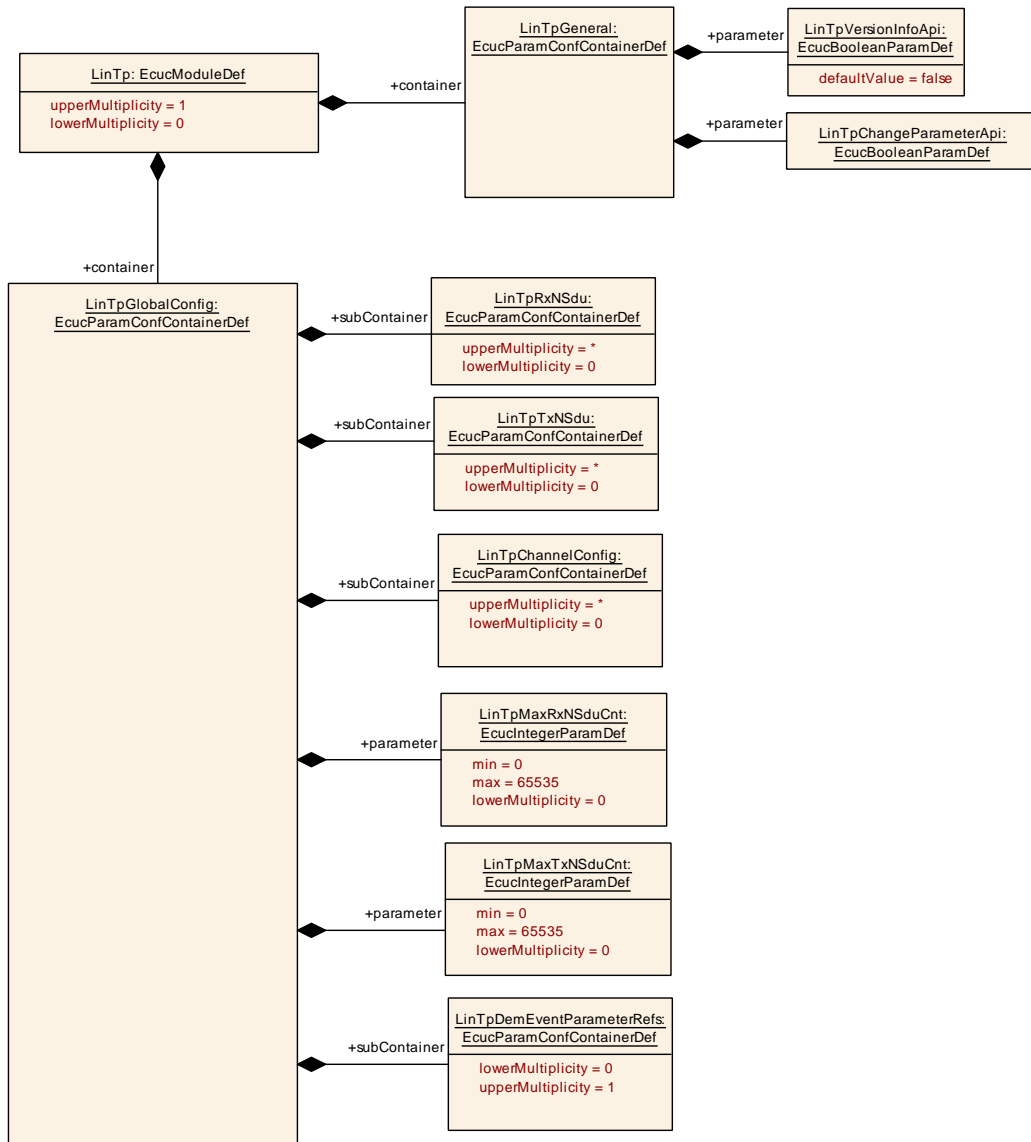 LinTpGeneral:
EcucParamConfContainerDef
+parameter
LinTpVersionInfoApi:
EcucBooleanParamDef
defaultValue = false
LinTp: EcucModuleDef
upperMultiplicity = 1
lowerMultiplicity = 0
+container
+parameter
LinTpChangeParameterApi:
EcucBooleanParamDef
+container
LinTpGlobalConfig:
EcucParamConfContainerDef
+subContainer
LinTpRxNSdu:
EcucParamConfContainerDef
upperMultiplicity = *
lowerMultiplicity = 0
+subContainer
LinTpTxNSdu:
EcucParamConfContainerDef
upperMultiplicity = *
lowerMultiplicity = 0
+subContainer
LinTpChannelConfig:
EcucParamConfContainerDef
upperMultiplicity = *
lowerMultiplicity = 0
+parameter
LinTpMaxRxNSduCnt:
EcucIntegerParamDef
min = 0
max = 65535
lowerMultiplicity = 0
+parameter
LinTpMaxTxNSduCnt:
EcucIntegerParamDef
min = 0
max = 65535
lowerMultiplicity = 0
+subContainer
LinTpDemEventParameterRefs:
EcucParamConfContainerDef
lowerMultiplicity = 0
upperMultiplicity = 1